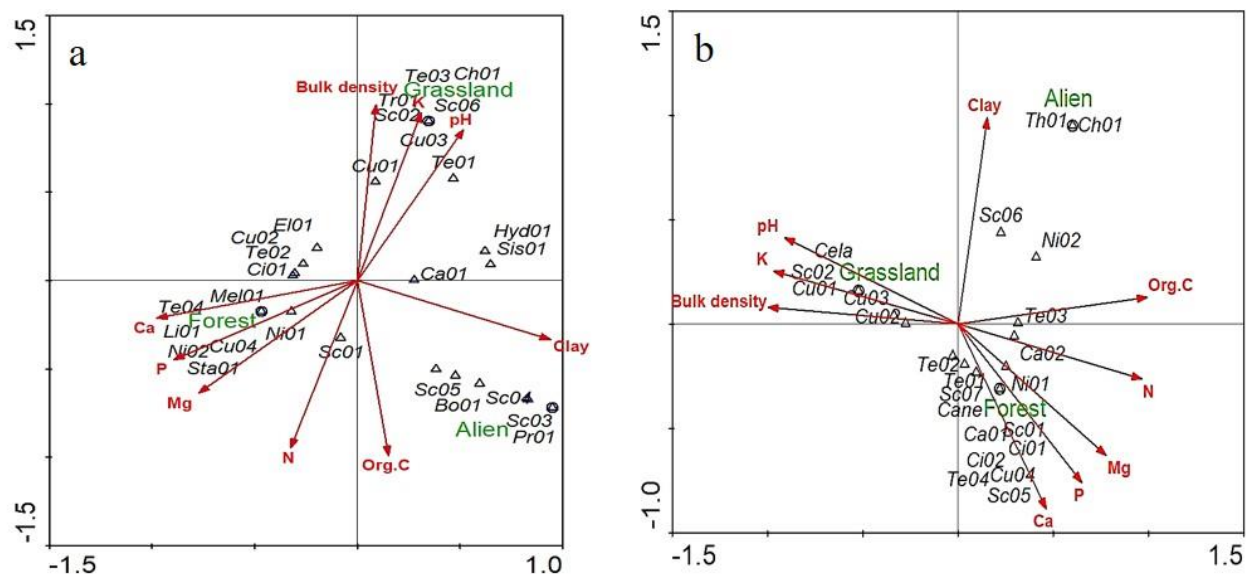 a
1.5
Te03 Ch01
Bulk density Grassland
Tr01 K Sc06
Sc02 pH
Cu03
Cu01 Te01
El01
Cu02
Te02
Ci01
Hyd01
Sis01
Ca01
Te04 Mel01
Ca Forest
Li01 Ni01
Ni02 Cu04
P Sta01
Mg
Sc01
Clay
Sc05
Bo01 Sc04
Alien Sc03
Pr01
N
Org.C
-1.5
-1.5 1.0
b
1.5
Clay
Alien
Th01 Ch01
Sc06
Ni02
pH
Cela
K Grassland
Sc02
Cu01 Cu03
Bulk density Cu02
Org.C
Te03
Ca02
Te02
Te01 Ni01
Sc07
Cane Forest
N
Ca01 Sc01
Ci01
Mg
Ci02
Te04 Cu04
Sc05
P
Ca
-1.0
-1.5 1.5